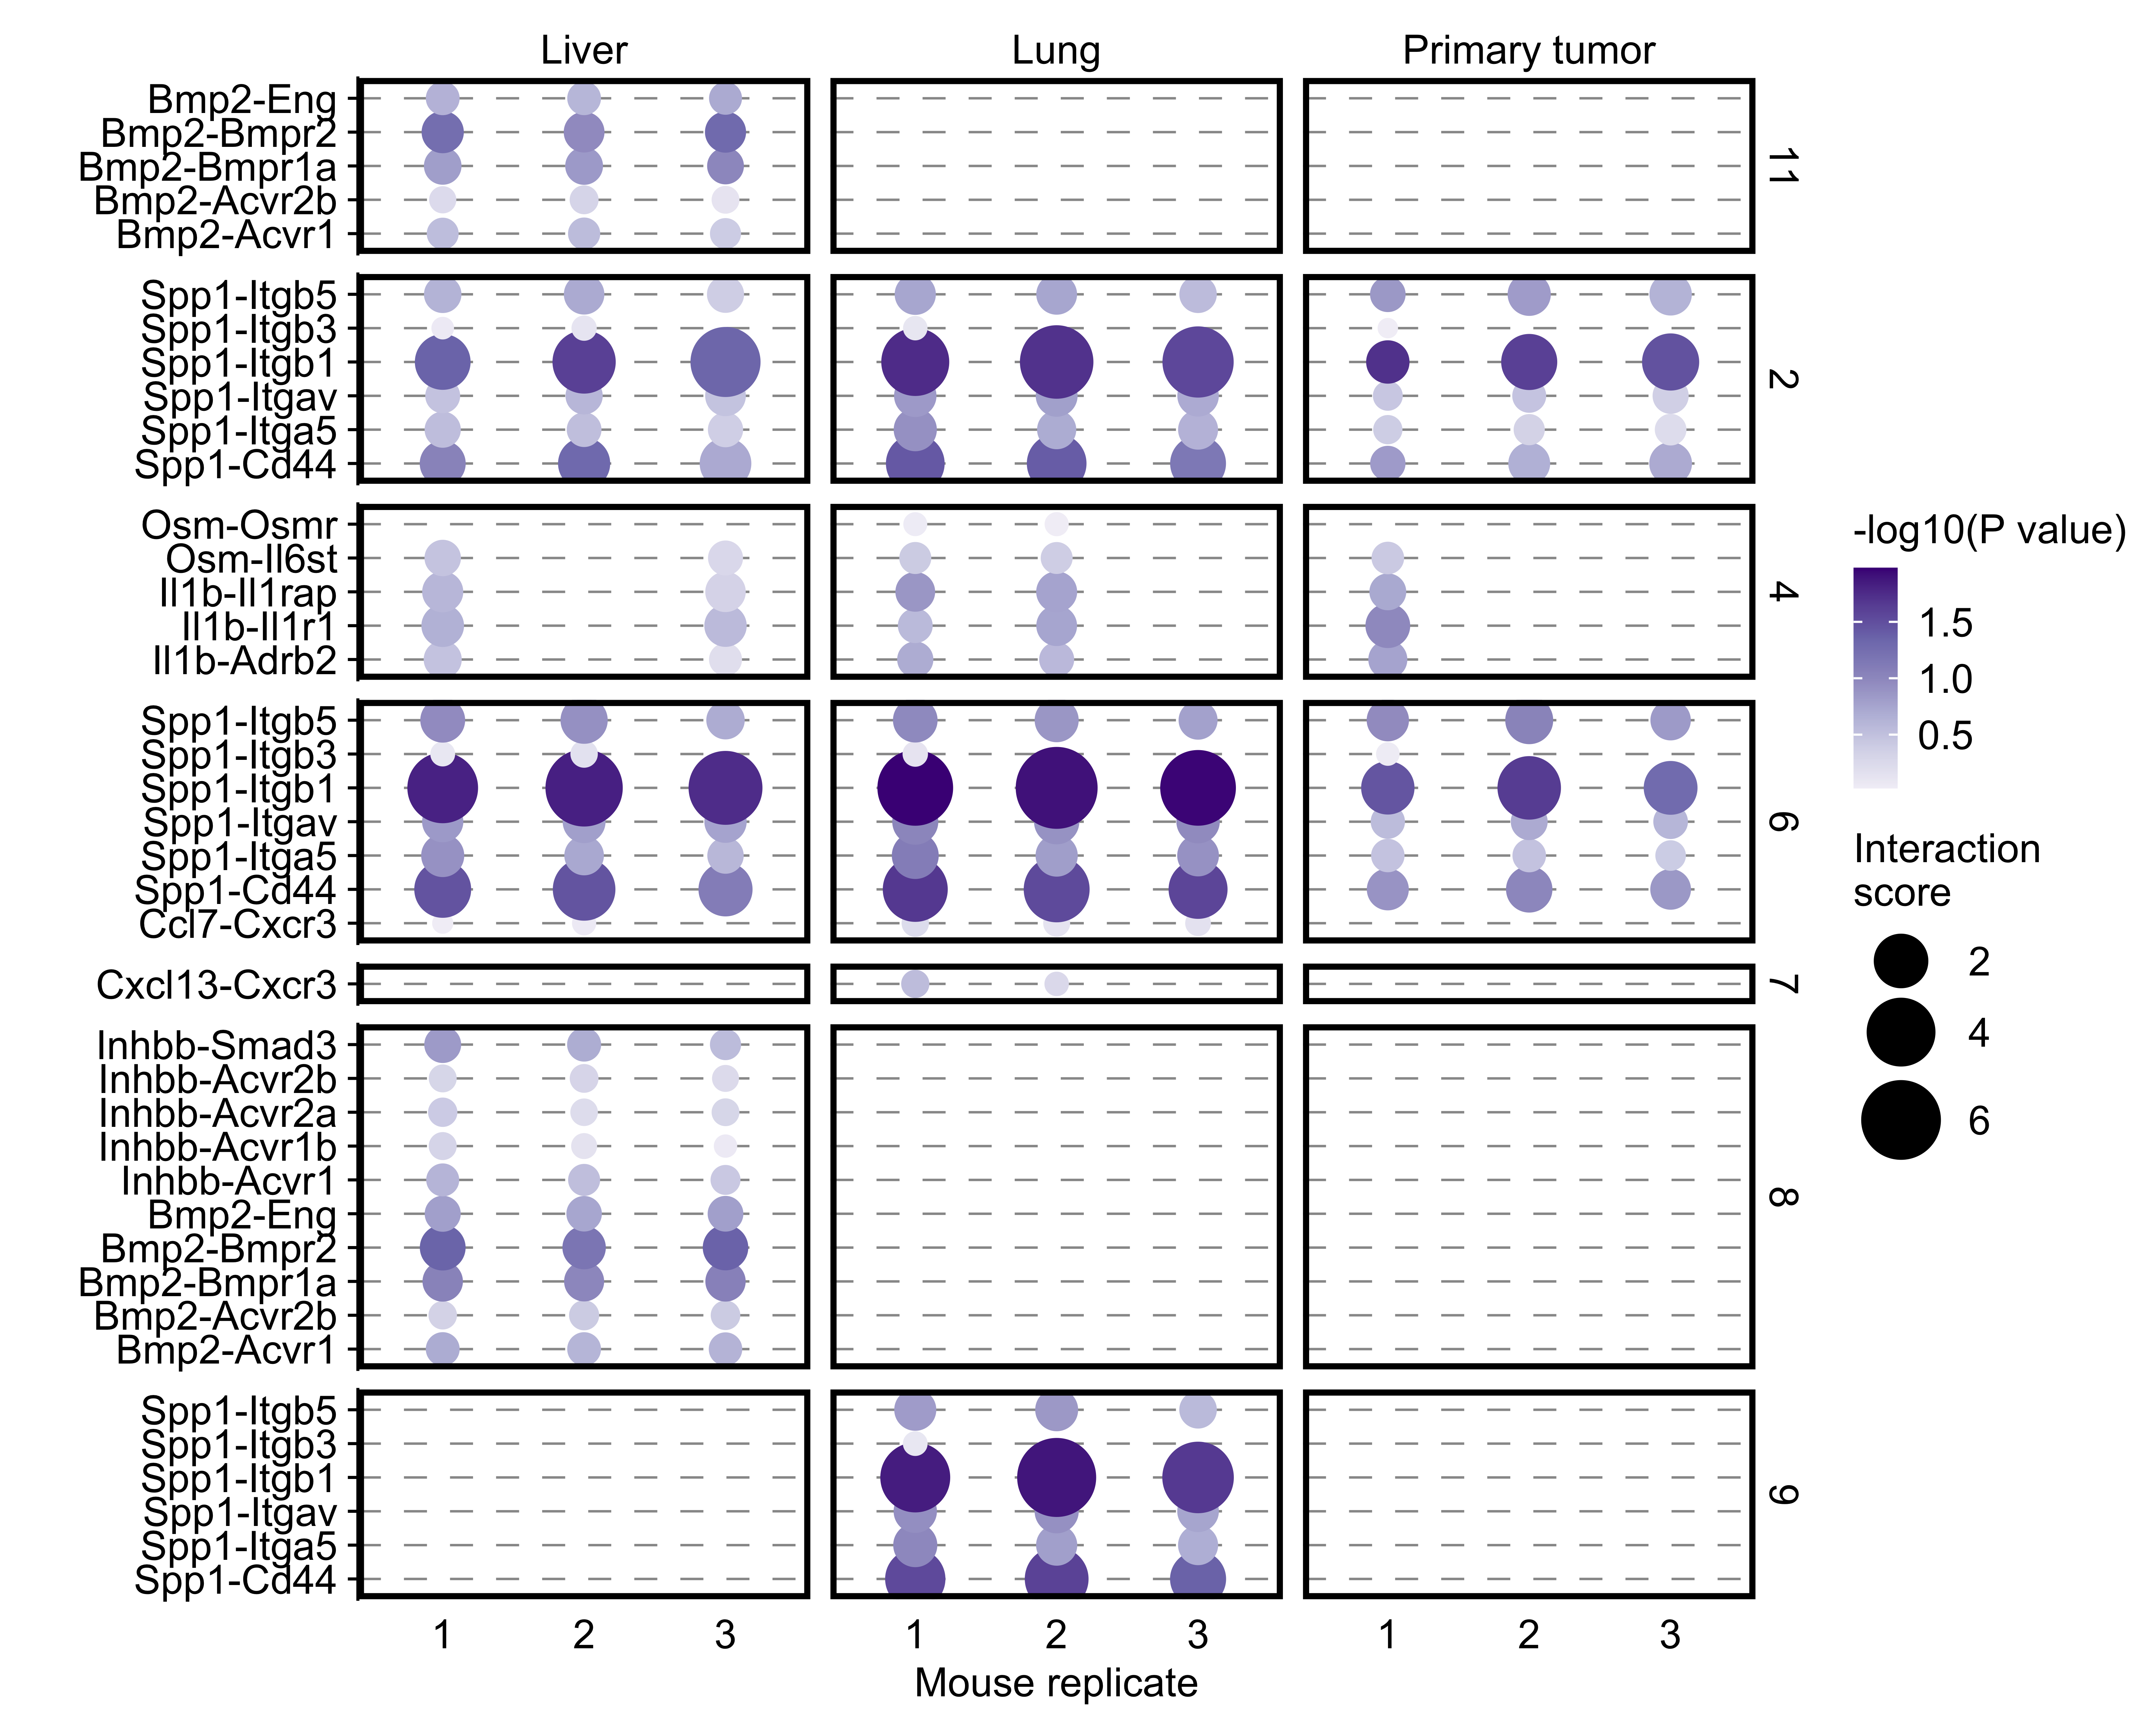 Liver
Lung
Primary tumor
Bmp2-Eng
Bmp2-Bmpr2
Bmp2-Bmpr1a
Bmp2-Acvr2b
Bmp2-Acvr1
11
Spp1-Itgb5
Spp1-Itgb3
Spp1-Itgb1
Spp1-Itgav
Spp1-Itga5
Spp1-Cd44
2
Osm-Osmr
Osm-Il6st
Il1b-Il1rap
Il1b-Il1r1
Il1b-Adrb2
4
Spp1-Itgb5
Spp1-Itgb3
Spp1-Itgb1
Spp1-Itgav
Spp1-Itga5
Spp1-Cd44
Ccl7-Cxcr3
6
Cxcl13-Cxcr3
7
Inhbb-Smad3
Inhbb-Acvr2b
Inhbb-Acvr2a
Inhbb-Acvr1b
Inhbb-Acvr1
Bmp2-Eng
Bmp2-Bmpr2
Bmp2-Bmpr1a
Bmp2-Acvr2b
Bmp2-Acvr1
8
Spp1-Itgb5
Spp1-Itgb3
Spp1-Itgb1
Spp1-Itgav
Spp1-Itga5
Spp1-Cd44
9
1 2 3
1 2 3
1 2 3
Mouse replicate
-log10(P value)
1.5
1.0
0.5
Interaction
score
2
4
6